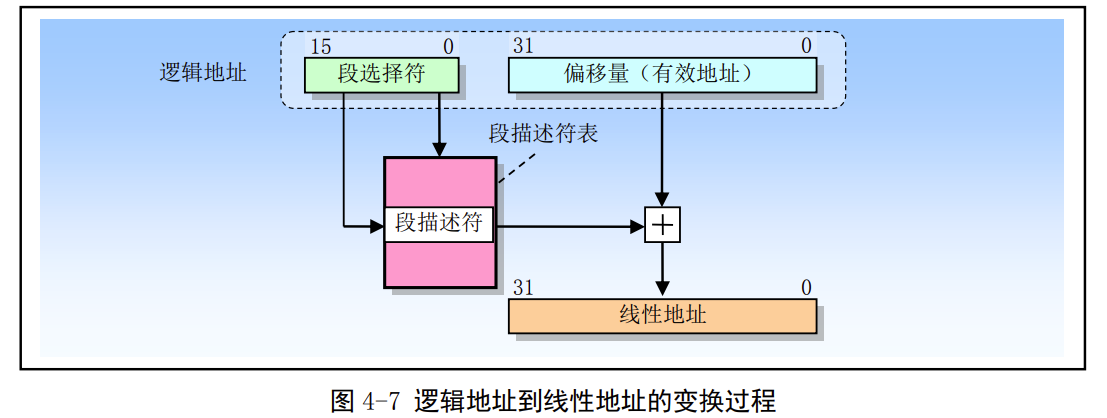 15 0 31 0
逻辑地址 段选择符 偏移量（有效地址）
段描述符表
段描述符 +
31 0
线性地址
图 4-7 逻辑地址到线性地址的变换过程